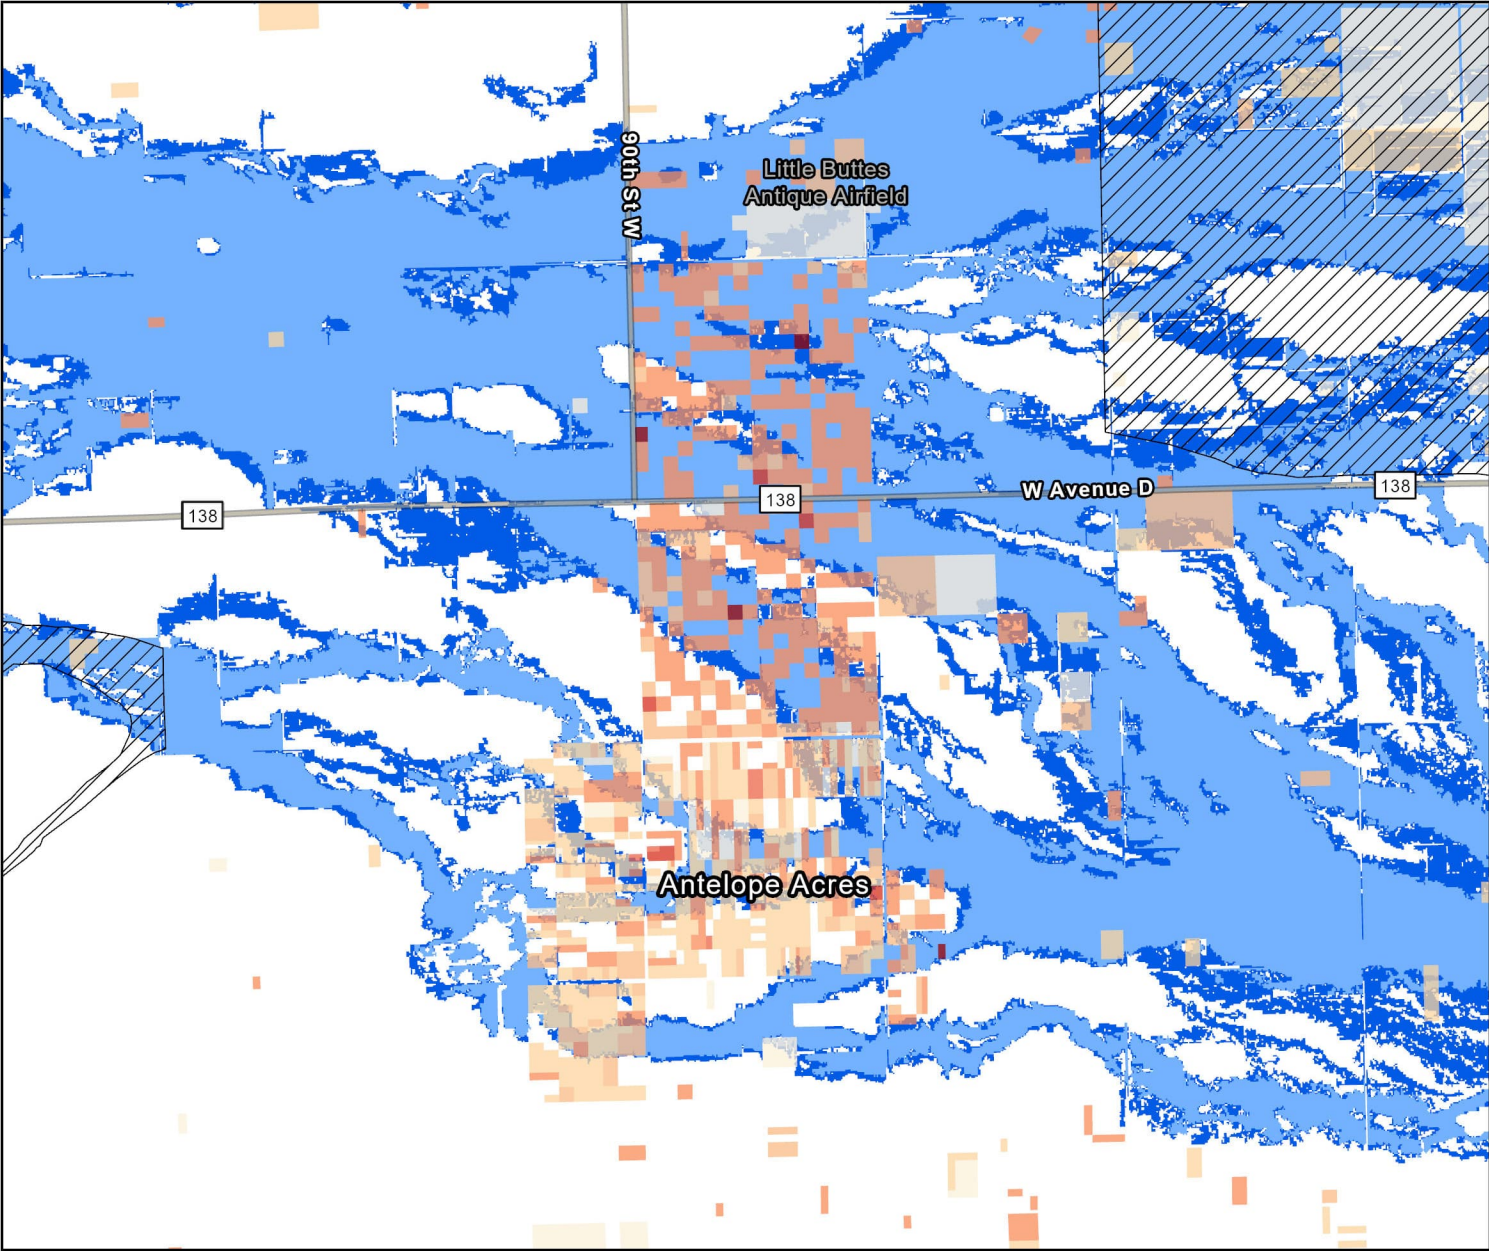 90th St W
Little Buttes
Antique Airfield
138
138
W Avenue D
138
Antelope Acres